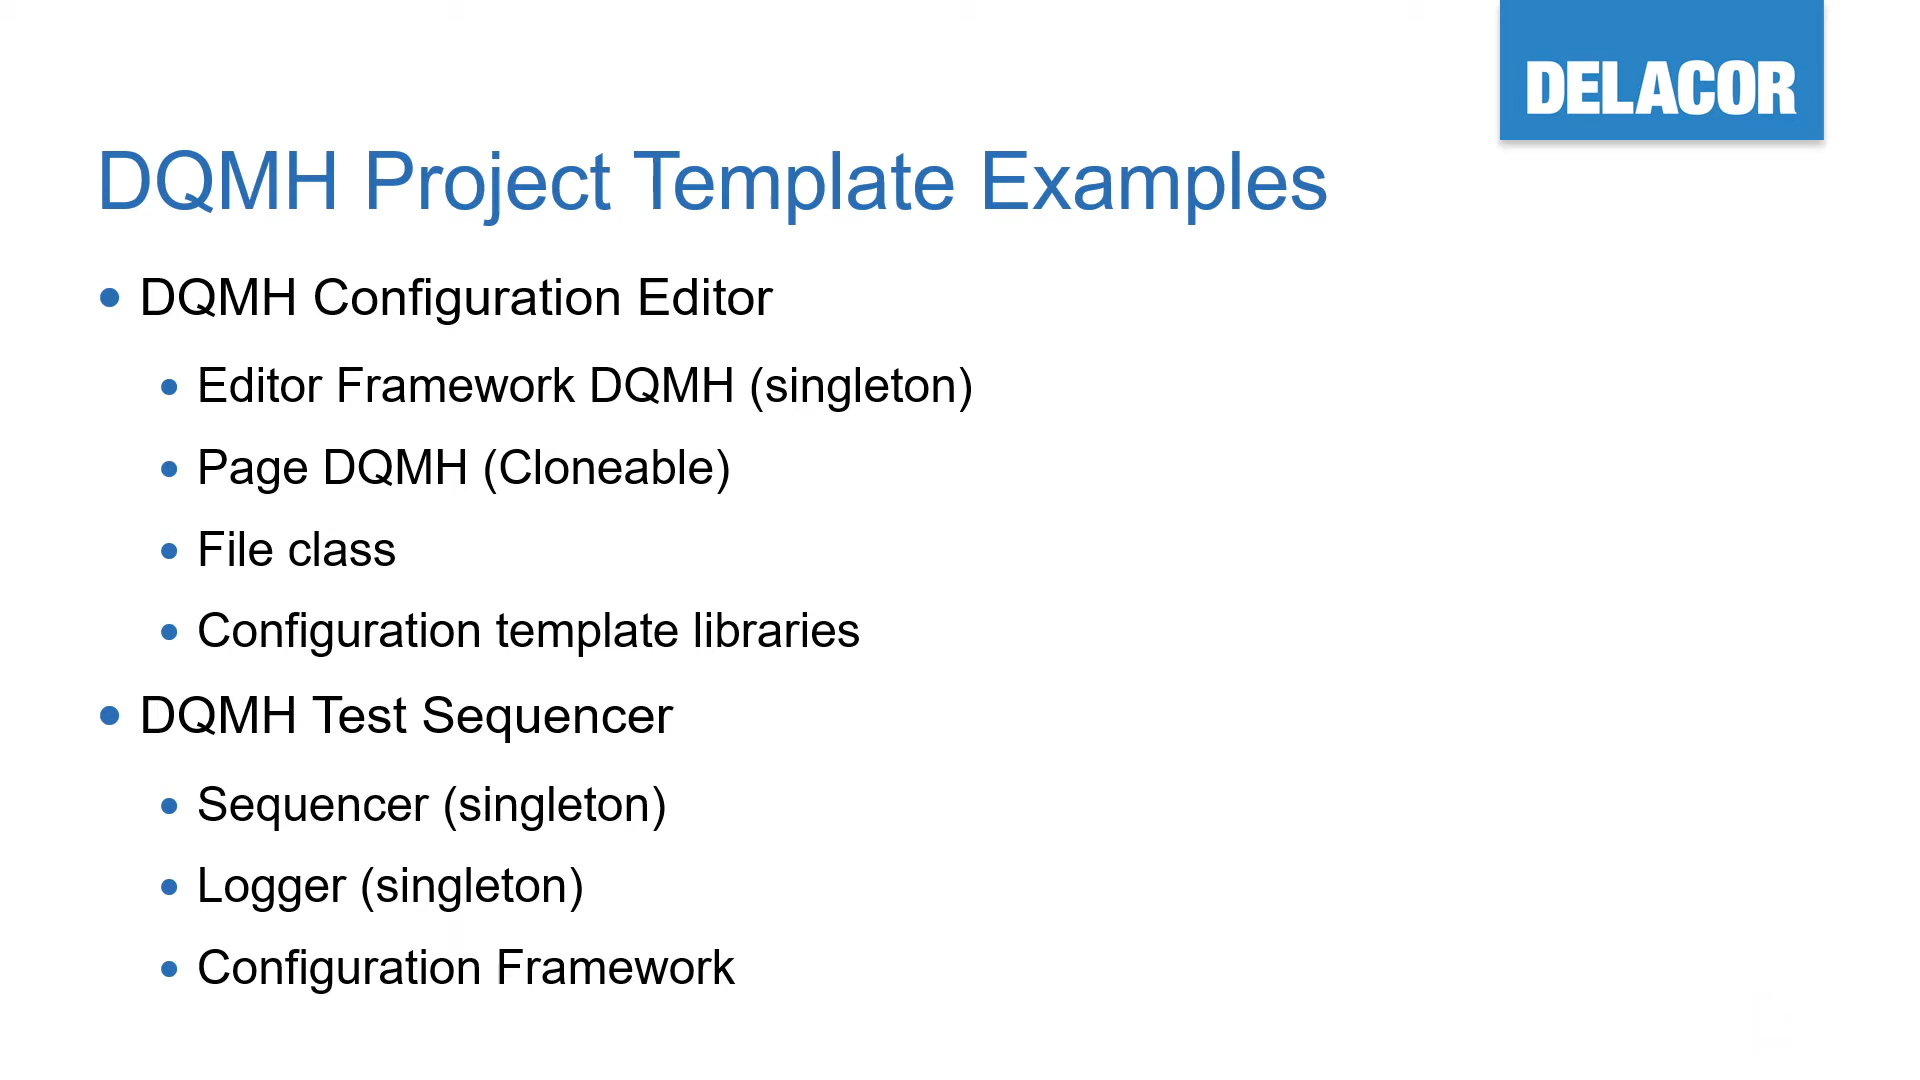 DELACOR
DQMH Project Template Examples
• DQMH Configuration Editor
• Editor Framework DQMH (singleton)
• Page DQMH (Cloneable)
• File class
• Configuration template libraries
• DQMH Test Sequencer
• Sequencer (singleton)
• Logger (singleton)
• Configuration Framework